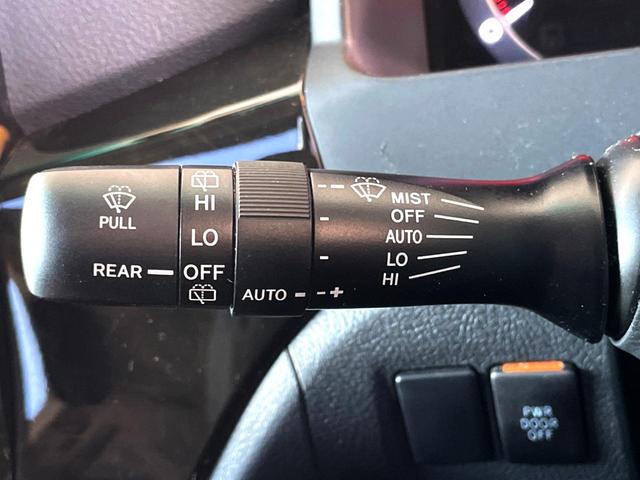 PULL
REAR
HI
LO
OFF
AUTO
--
-
-
-+
MIST
OFF
AUTO
LO
HI
PWR
DOOR
OFF